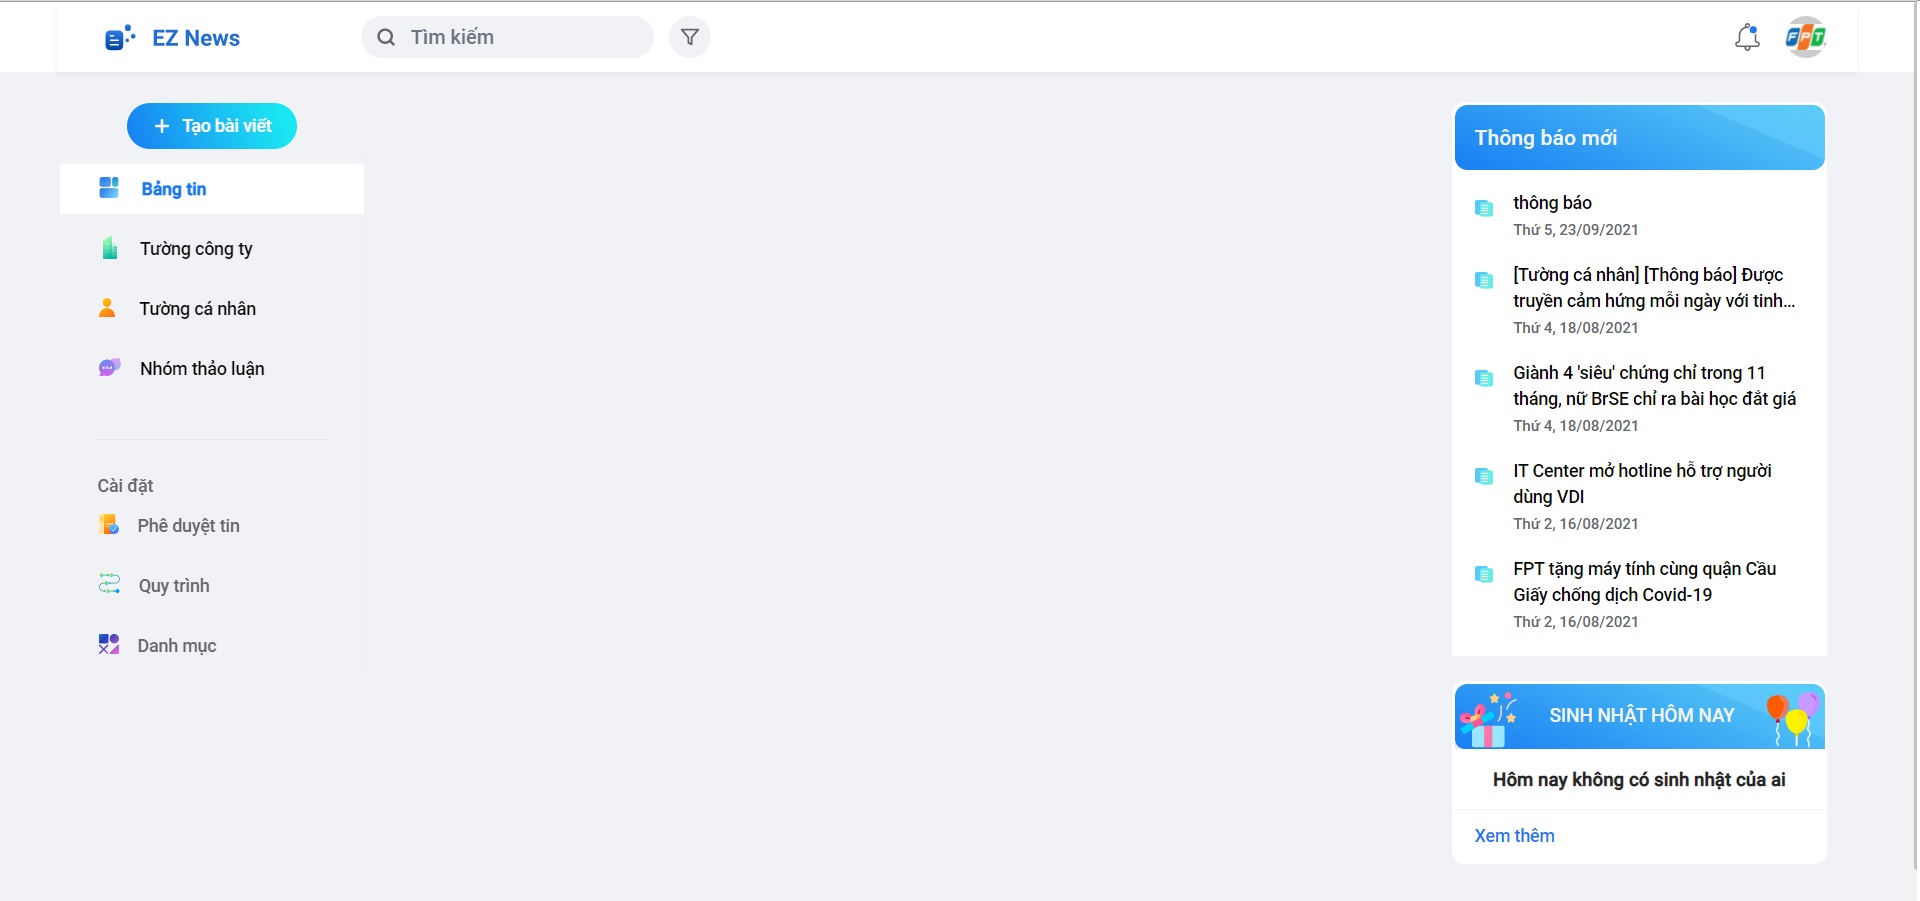 EZ News
Tìm kiếm
FPT
Tạo bài viết
Bảng tin
Tường công ty
Tường cá nhân
Nhóm thảo luận
Cài đặt
Phê duyệt tin
Quy trình
Danh mục
Thông báo mới
thông báo
Thứ 5, 23/09/2021
[Tường cá nhân] [Thông báo] Được
truyền cảm hứng mỗi ngày với tinh...
Thứ 4, 18/08/2021
Giành 4 'siêu' chứng chỉ trong 11
tháng, nữ BrSE chỉ ra bài học đắt giá
Thứ 4, 18/08/2021
IT Center mở hotline hỗ trợ người
dùng VDI
Thứ 2, 16/08/2021
FPT tặng máy tính cùng quận Cầu
Giấy chống dịch Covid-19
Thứ 2, 16/08/2021
SINH NHẬT HÔM NAY
Hôm nay không có sinh nhật của ai
Xem thêm